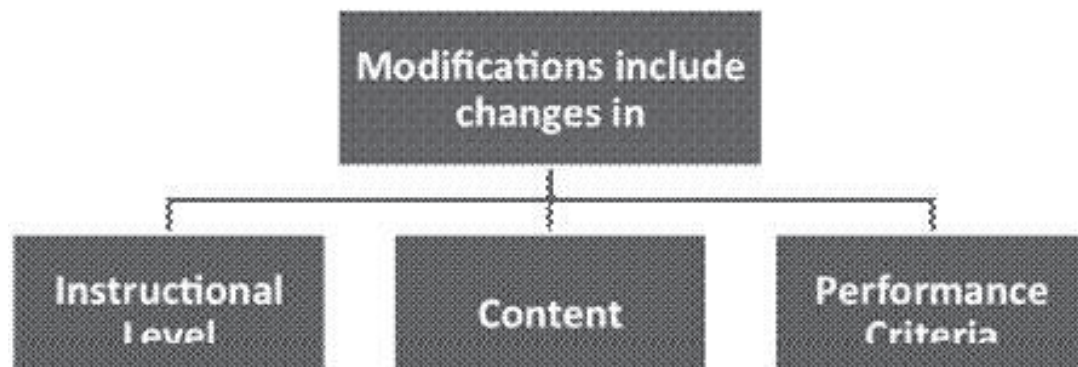 Modifications include
changes in
Instructional
Level
Content
Performance
Criteria